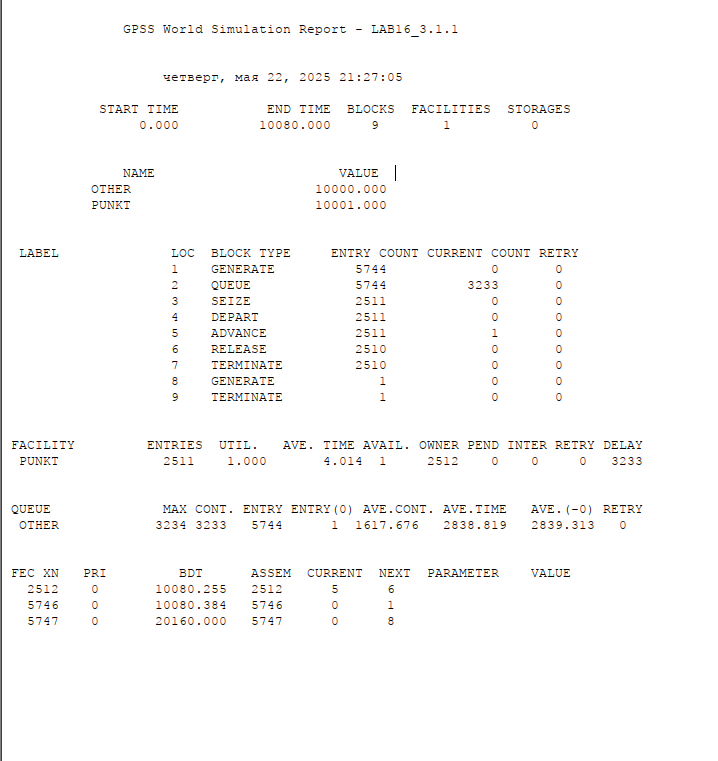 GPSS World Simulation Report - LAB16_3.1.1
четверг, мая 22, 2025 21:27:05
START TIME END TIME BLOCKS FACILITIES STORAGES
0.000 10080.000 9 1 0
NAME VALUE
OTHER 10000.000
PUNKT 10001.000
LABEL LOC BLOCK TYPE ENTRY COUNT CURRENT COUNT RETRY
1 GENERATE 5744 0 0
2 QUEUE 5744 3233 0
3 SEIZE 2511 0 0
4 DEPART 2511 0 0
5 ADVANCE 2511 1 0
6 RELEASE 2510 0 0
7 TERMINATE 2510 0 0
8 GENERATE 1 0 0
9 TERMINATE 1 0 0
FACILITY ENTRIES UTIL. AVE. TIME AVAIL. OWNER PEND INTER RETRY DELAY
PUNKT 2511 1.000 4.014 1 2512 0 0 0 3233
QUEUE MAX CONT. ENTRY ENTRY(0) AVE.CONT. AVE.TIME AVE.(-0) RETRY
OTHER 3234 3233 5744 1 1617.676 2838.819 2839.313 0
FEC XN PRI BDT ASSEM CURRENT NEXT PARAMETER VALUE
2512 0 10080.255 2512 5 6
5746 0 10080.384 5746 0 1
5747 0 20160.000 5747 0 8